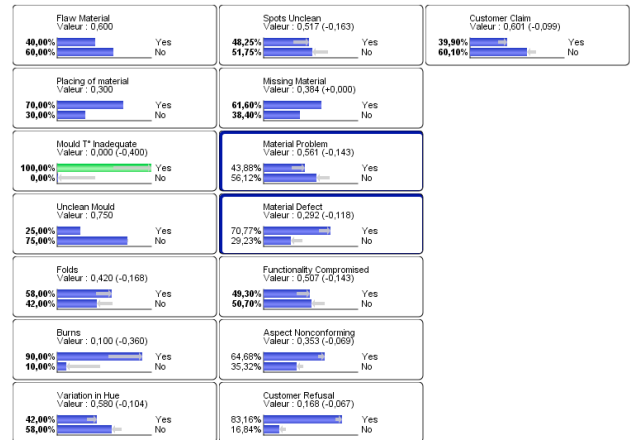 Flaw Material
Valeur : 0,600
40,00% Yes
60,00% No
Spots Unclean
Valeur : 0,517 (-0,163)
48,25% Yes
51,75% No
Customer Claim
Valeur : 0,601 (-0,099)
39,90% Yes
60,10% No
Placing of material
Valeur : 0,300
70,00% Yes
30,00% No
Missing Material
Valeur : 0,384 (+0,000)
61,60% Yes
38,40% No
Mould T° Inadequate
Valeur : 0,000 (-0,400)
100,00% Yes
0,00% No
Material Problem
Valeur : 0,561 (-0,143)
43,88% Yes
56,12% No
Unclean Mould
Valeur : 0,750
25,00% Yes
75,00% No
Material Defect
Valeur : 0,292 (-0,118)
70,77% Yes
29,23% No
Folds
Valeur : 0,420 (-0,168)
58,00% Yes
42,00% No
Functionality Compromised
Valeur : 0,507 (-0,143)
49,30% Yes
50,70% No
Burns
Valeur : 0,100 (-0,360)
90,00% Yes
10,00% No
Aspect Nonconforming
Valeur : 0,353 (-0,069)
64,68% Yes
35,32% No
Variation in Hue
Valeur : 0,580 (-0,104)
42,00% Yes
58,00% No
Customer Refusal
Valeur : 0,168 (-0,067)
83,16% Yes
16,84% No